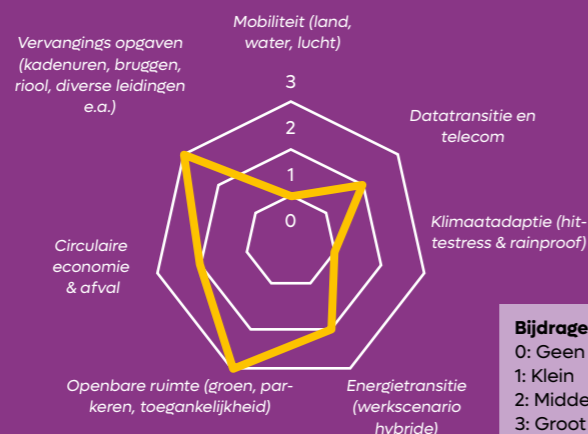 Mobiliteit (land,
water, lucht)
Vervangings opgaven
(kadenuren, bruggen,
riool, diverse leidingen
e.a.)
3
2
1
0
Datatransitie en
telecom
Klimaatadaptie (hit-
testress & rainproof)
Circulaire
economie
& afval
Openbare ruimte (groen, par-
keren, toegankelijkheid)
Energietransitie
(werkscenario
hybride)
Bijdrage
0: Geen
1: Klein
2: Midde
3: Groot